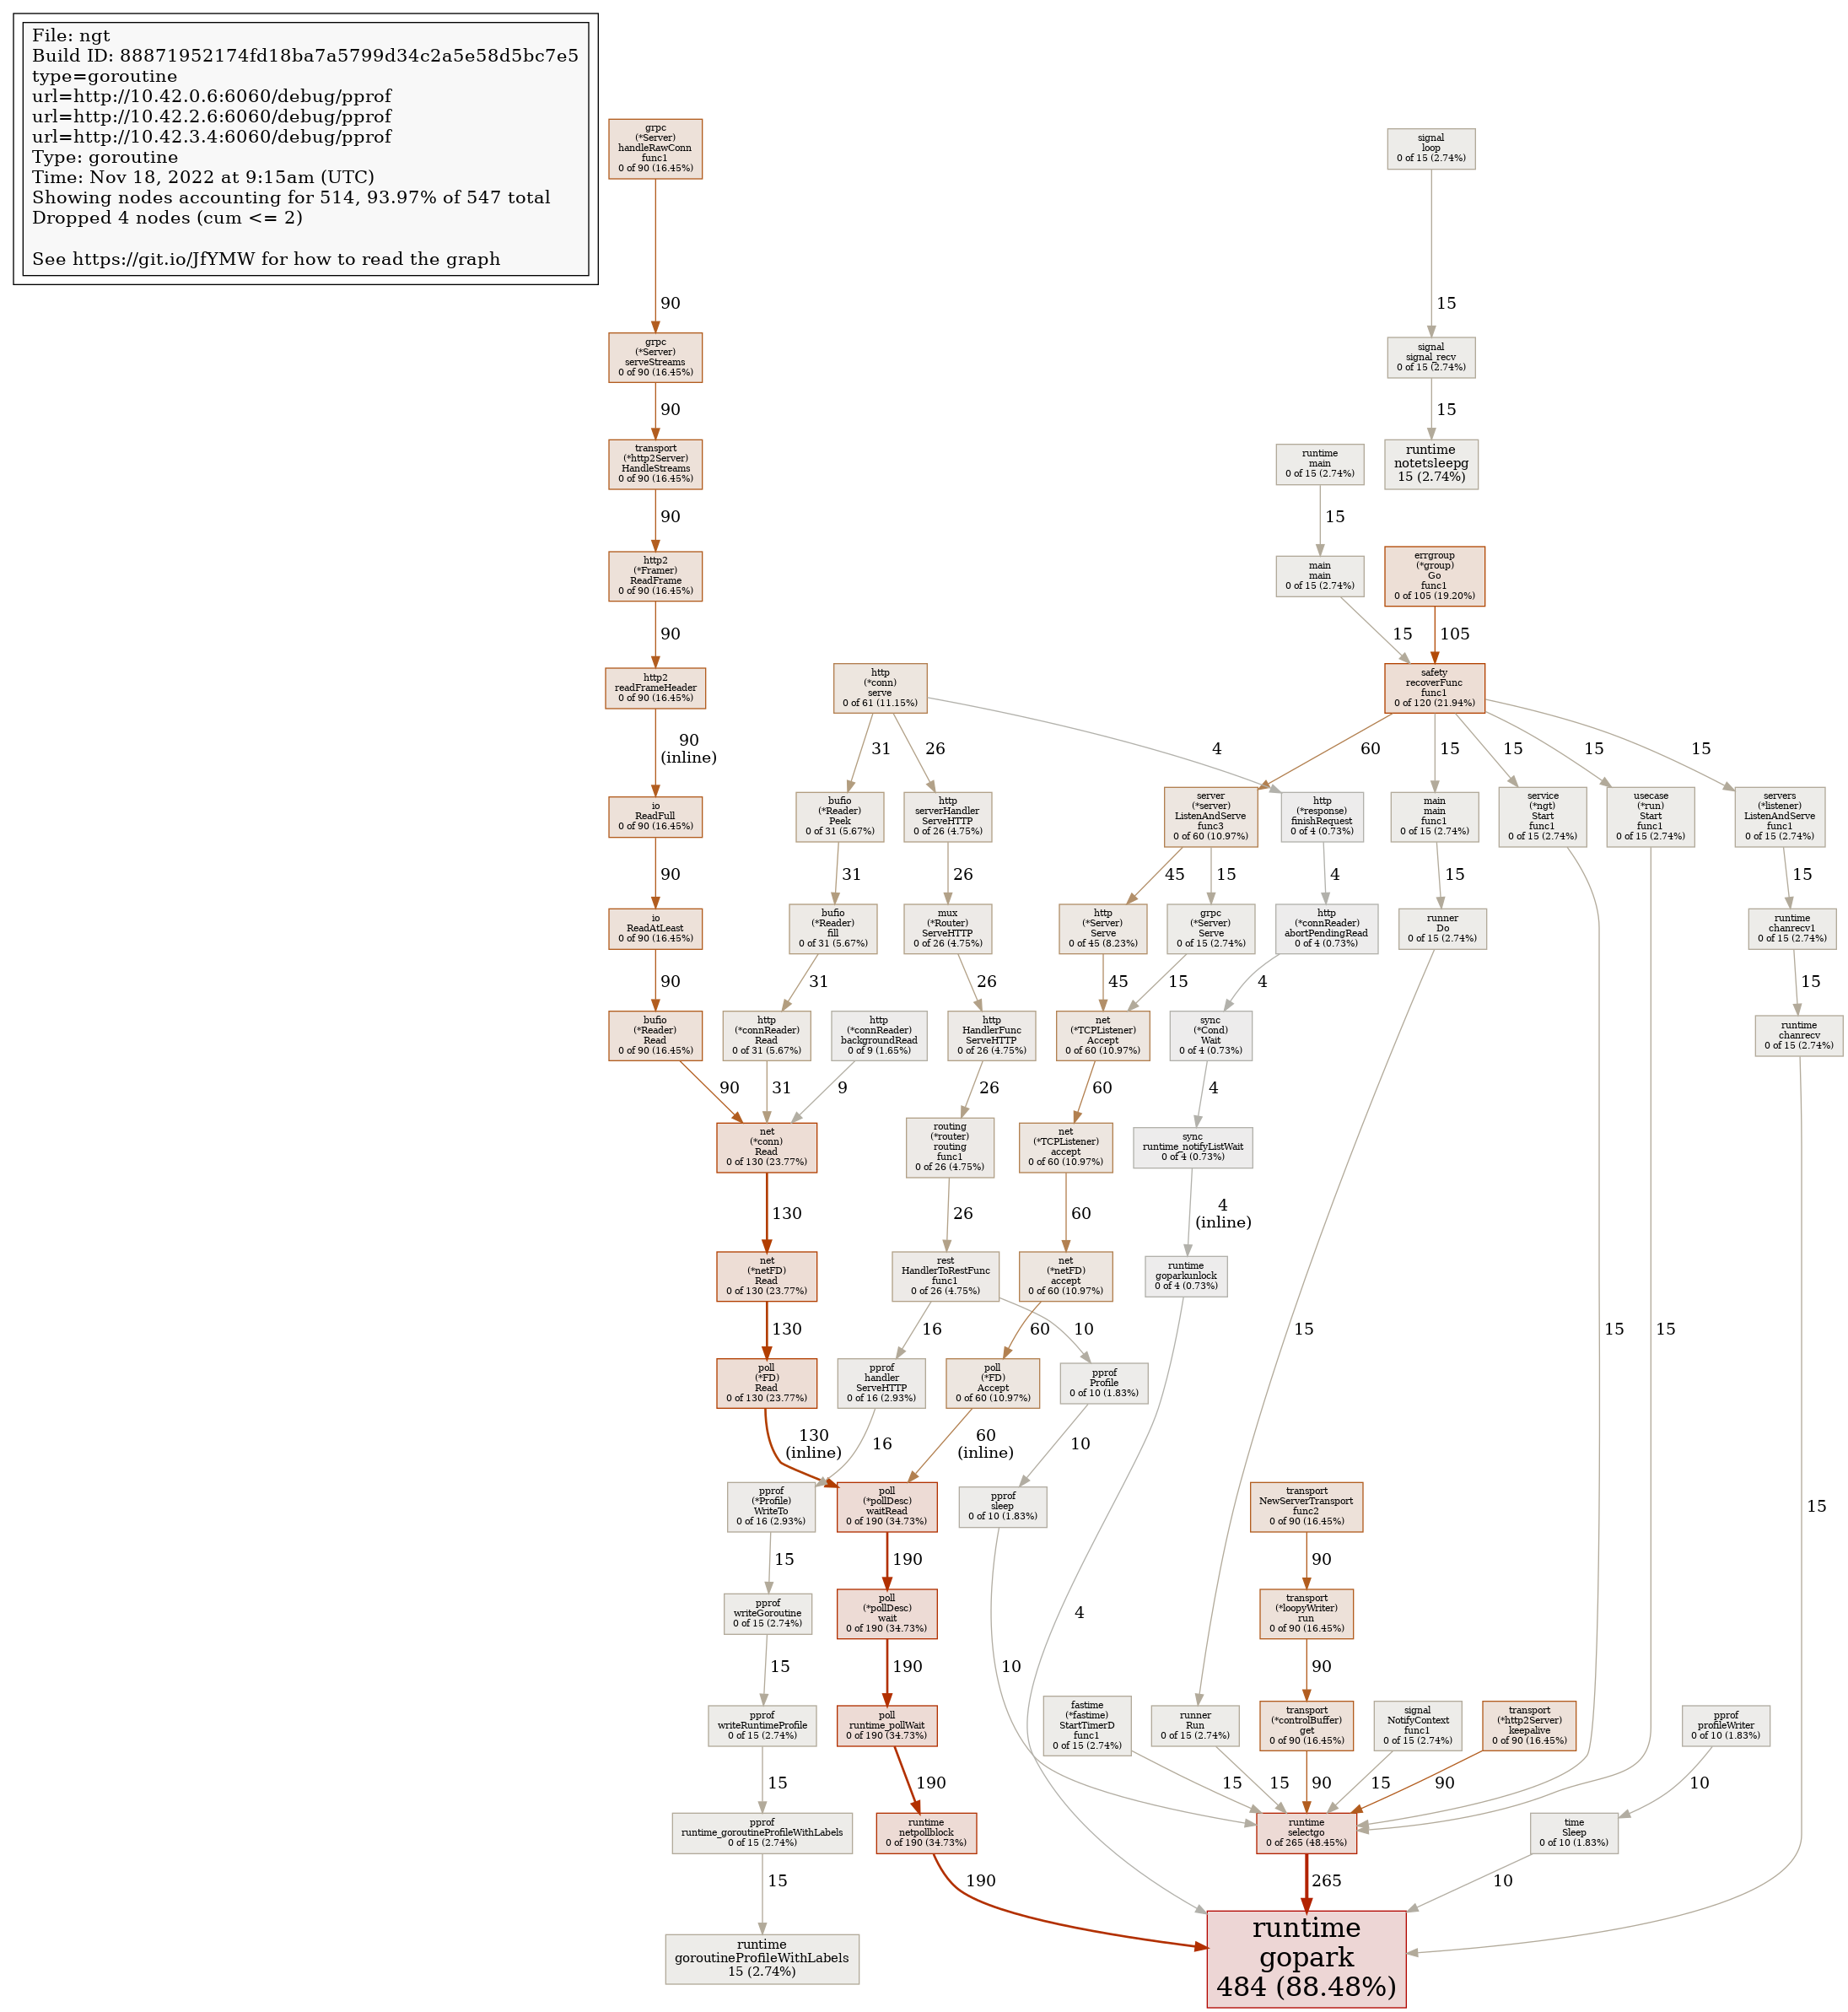 File: ngt
Build ID: 88871952174fd18ba7a5799d34c2a5e58d5bc7e5
type=goroutine
url=http://10.42.0.6:6060/debug/pprof
url=http://10.42.2.6:6060/debug/pprof
url=http://10.42.3.4:6060/debug/pprof
Type: goroutine
Time: Nov 18, 2022 at 9:15am (UTC)
Showing nodes accounting for 514, 93.97% of 547 total
Dropped 4 nodes (cum <= 2)
See https://git.io/JfYMW for how to read the graph
grpc
(*Server)
handleRawConn
func1
0 of 90 (16.45%)
signal
loop
0 of 15 (2.74%)
90
15
grpc
(*Server)
serveStreams
0 of 90 (16.45%)
signal
signal_recv
0 of 15 (2.74%)
90
15
transport
(*http2Server)
HandleStreams
0 of 90 (16.45%)
runtime
main
0 of 15 (2.74%)
runtime
notetsleepg
15 (2.74%)
90
15
http2
(*Framer)
ReadFrame
0 of 90 (16.45%)
main
main
0 of 15 (2.74%)
errgroup
(*group)
Go
func1
0 of 105 (19.20%)
90
15
105
http2
readFrameHeader
0 of 90 (16.45%)
http
(*conn)
serve
0 of 61 (11.15%)
safety
recoverFunc
func1
0 of 120 (21.94%)
90
(inline)
31
26
4
60
15
15
15
15
io
ReadFull
0 of 90 (16.45%)
bufio
(*Reader)
Peek
0 of 31 (5.67%)
http
serverHandler
ServeHTTP
0 of 26 (4.75%)
server
(*server)
ListenAndServe
func3
0 of 60 (10.97%)
http
(*response)
finishRequest
0 of 4 (0.73%)
main
main
func1
0 of 15 (2.74%)
service
(*ngt)
Start
func1
0 of 15 (2.74%)
usecase
(*run)
Start
func1
0 of 15 (2.74%)
servers
(*listener)
ListenAndServe
func1
0 of 15 (2.74%)
90
31
26
45
15
4
15
15
io
ReadAtLeast
0 of 90 (16.45%)
bufio
(*Reader)
fill
0 of 31 (5.67%)
mux
(*Router)
ServeHTTP
0 of 26 (4.75%)
http
(*Server)
Serve
0 of 45 (8.23%)
grpc
(*Server)
Serve
0 of 15 (2.74%)
http
(*connReader)
abortPendingRead
0 of 4 (0.73%)
runner
Do
0 of 15 (2.74%)
runtime
chanrecv1
0 of 15 (2.74%)
90
31
26
45
15
4
15
bufio
(*Reader)
Read
0 of 90 (16.45%)
http
(*connReader)
Read
0 of 31 (5.67%)
http
(*connReader)
backgroundRead
0 of 9 (1.65%)
http
HandlerFunc
ServeHTTP
0 of 26 (4.75%)
net
(*TCPListener)
Accept
0 of 60 (10.97%)
sync
(*Cond)
Wait
0 of 4 (0.73%)
runtime
chanrecv
0 of 15 (2.74%)
90
31
9
26
60
4
net
(*conn)
Read
0 of 130 (23.77%)
routing
(*router)
routing
func1
0 of 26 (4.75%)
net
(*TCPListener)
accept
0 of 60 (10.97%)
sync
runtime_notifyListWait
0 of 4 (0.73%)
130
26
60
4
(inline)
net
(*netFD)
Read
0 of 130 (23.77%)
rest
HandlerToRestFunc
func1
0 of 26 (4.75%)
net
(*netFD)
accept
0 of 60 (10.97%)
runtime
goparkunlock
0 of 4 (0.73%)
130
16
60
10
15
15
15
poll
(*FD)
Read
0 of 130 (23.77%)
pprof
handler
ServeHTTP
0 of 16 (2.93%)
poll
(*FD)
Accept
0 of 60 (10.97%)
pprof
Profile
0 of 10 (1.83%)
130
(inline)
16
60
(inline)
10
pprof
(*Profile)
WriteTo
0 of 16 (2.93%)
poll
(*pollDesc)
waitRead
0 of 190 (34.73%)
pprof
sleep
0 of 10 (1.83%)
transport
NewServerTransport
func2
0 of 90 (16.45%)
15
15
190
90
pprof
writeGoroutine
0 of 15 (2.74%)
poll
(*pollDesc)
wait
0 of 190 (34.73%)
4
transport
(*loopyWriter)
run
0 of 90 (16.45%)
15
190
10
90
pprof
writeRuntimeProfile
0 of 15 (2.74%)
poll
runtime_pollWait
0 of 190 (34.73%)
fastime
(*fastime)
StartTimerD
func1
0 of 15 (2.74%)
runner
Run
0 of 15 (2.74%)
transport
(*controlBuffer)
get
0 of 90 (16.45%)
signal
NotifyContext
func1
0 of 15 (2.74%)
transport
(*http2Server)
keepalive
0 of 90 (16.45%)
pprof
profileWriter
0 of 10 (1.83%)
15
190
15
15
90
15
90
10
pprof
runtime_goroutineProfileWithLabels
0 of 15 (2.74%)
runtime
netpollblock
0 of 190 (34.73%)
runtime
selectgo
0 of 265 (48.45%)
time
Sleep
0 of 10 (1.83%)
15
190
265
10
runtime
goroutineProfileWithLabels
15 (2.74%)
runtime
gopark
484 (88.48%)